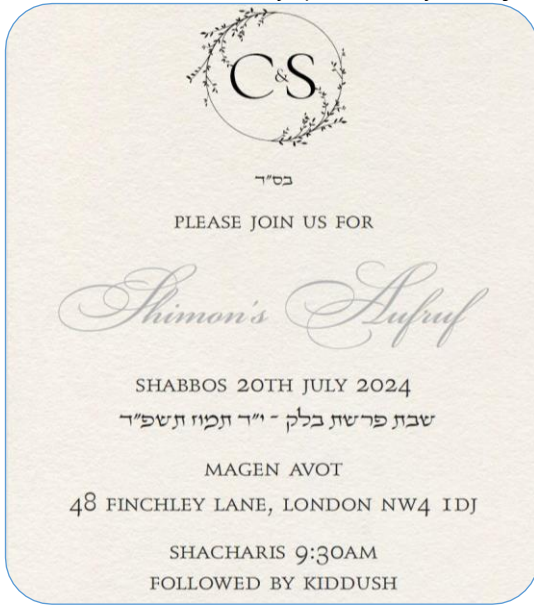 C&S
בס"ד
PLEASE JOIN US FOR
Shimon's Aufruf
SHABBOS 20TH JULY 2024
שבת פרשת בלק - י"ד תמוז תשפ"ד
MAGEN AVOT
48 FINCHLEY LANE, LONDON NW4 1DJ
SHACHARIS 9:30AM
FOLLOWED BY KIDDUSH